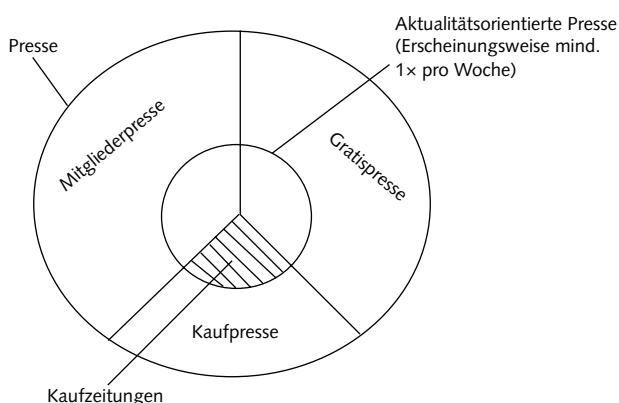 Presse
Aktualitätsorientierte Presse
(Erscheinungsweise mind.
1× pro Woche)
Mitgliederpresse
Gratispresse
Kaufpresse
Kaufzeitungen